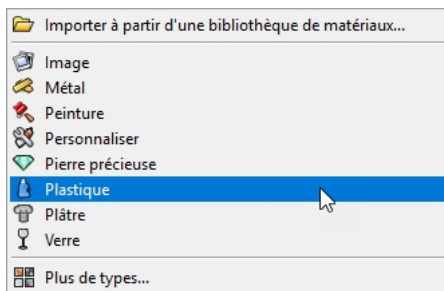 Importer à partir d'une bibliothèque de matériaux...
Image
Métal
Peinture
Personnaliser
Pierre précieuse
Plastique
Plâtre
Verre
Plus de types...